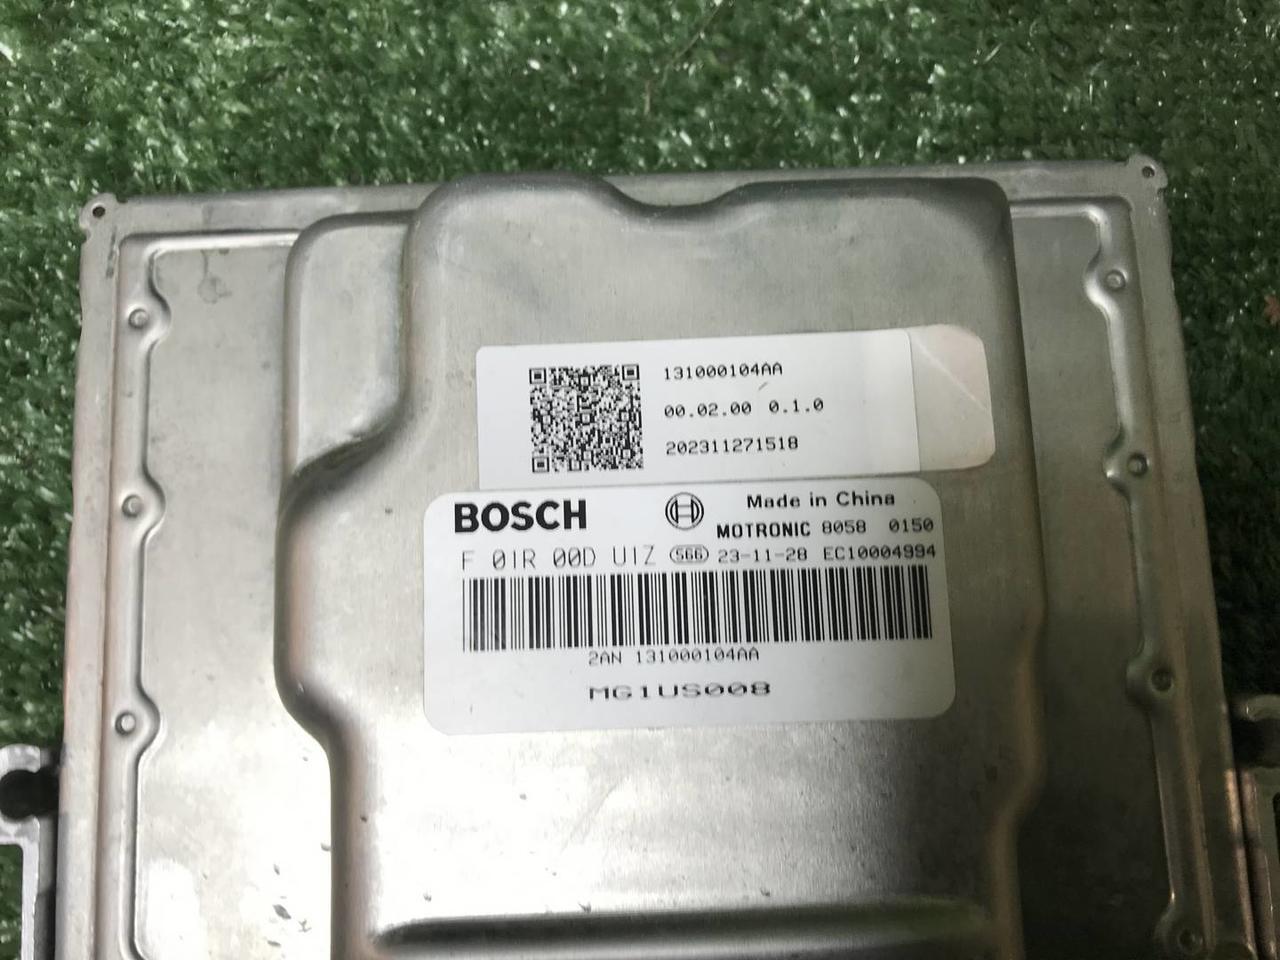 131000104AA
00.02.00 0.1.0
202311271518
BOSCH
Made in China
MOTRONIC 8058 0150
F 01R 00D U1Z 566 23-11-28 EC10004994
2AN 131000104AA
MG1US008